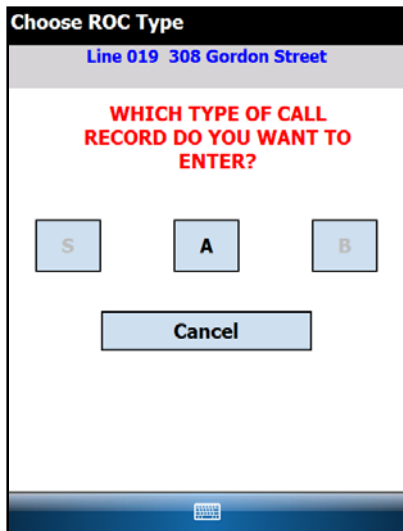 Choose ROC Type
Line 019 308 Gordon Street
WHICH TYPE OF CALL
RECORD DO YOU WANT TO
ENTER?
S A B
Cancel